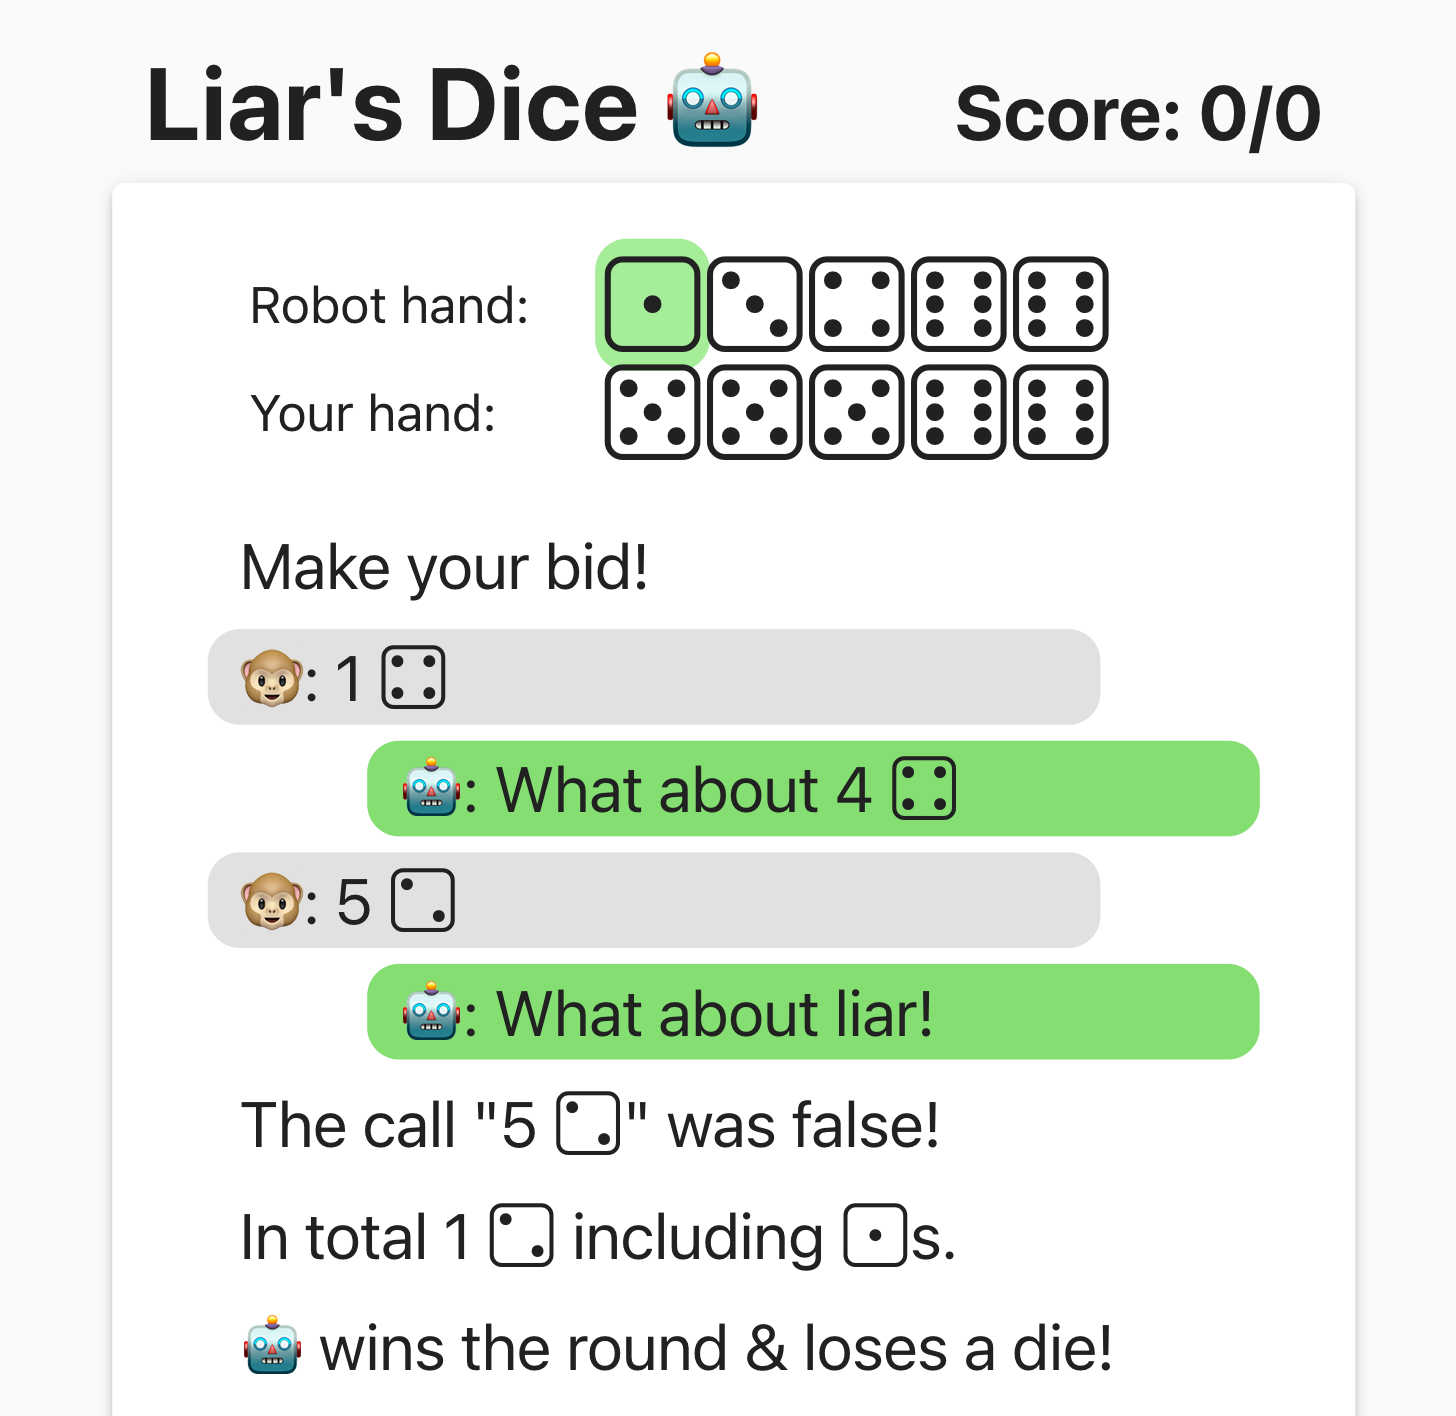 Liar's Dice 🤖 Score: 0/0
Robot hand: ⚀⚂⚃⚅⚅
Your hand: ⚄⚄⚄⚅⚅
Make your bid!
🐵: 1 ⚃
🤖: What about 4 ⚃
🐵: 5 ⚁
🤖: What about liar!
The call "5 ⚁" was false!
In total 1 ⚁ including ⚀s.
🤖 wins the round & loses a die!